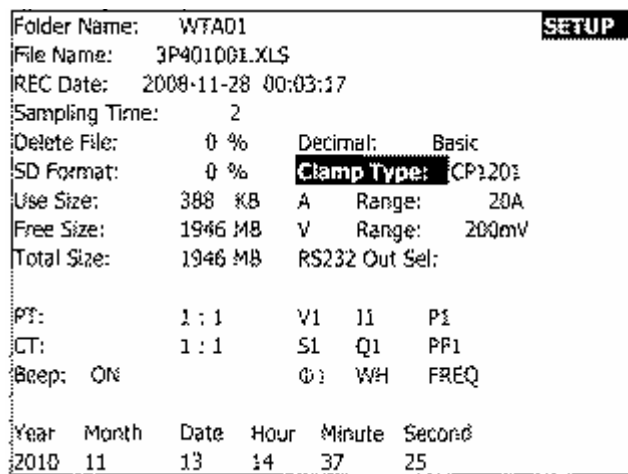 Folder Name: WTA01 SETUP
File Name: 3P401001.XLS
REC Date: 2008-11-28 00:03:17
Sampling Time: 2
Delete File: 0 % Decimal: Basic
SD Format: 0 % Clamp Type: CP1201
Use Size: 388 KB A Range: 20A
Free Size: 1946 MB V Range: 200mV
Total Size: 1946 MB RS232 Out Sel:
PT: 1 : 1 V1 I1 P1
CT: 1 : 1 S1 Q1 PF1
Beep: ON Φ1 WH FREQ
Year Month Date Hour Minute Second
2010 11 13 14 37 25